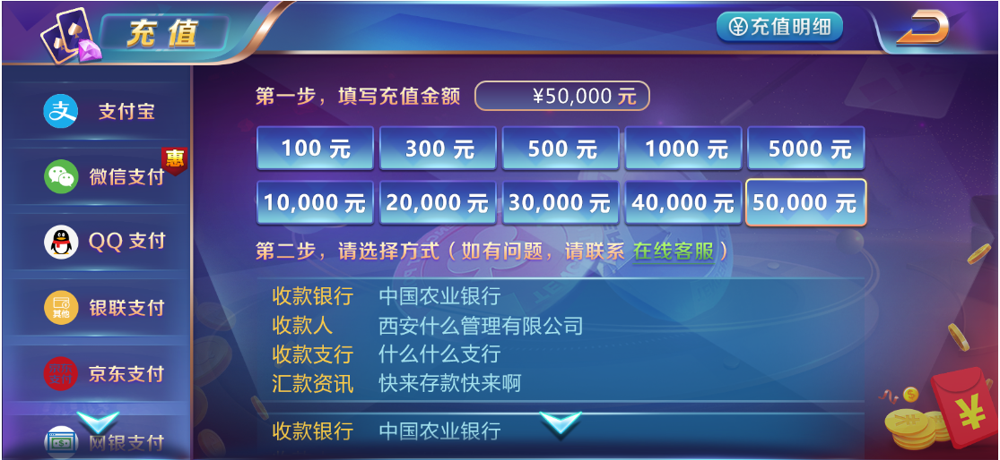 充值
充值明细
支付宝
惠
微信支付
QQ 支付
其他
银联支付
京东支付
网银支付
第一步，填写充值金额 ¥50,000 元
100 元 300 元 500 元 1000 元 5000 元
10,000 元 20,000 元 30,000 元 40,000 元 50,000 元
第二步，请选择方式（如有问题，请联系 在线客服）
收款银行 中国农业银行
收款人 西安什么管理有限公司
收款支行 什么什么支行
汇款资讯 快来存款快来啊
收款银行 中国农业银行